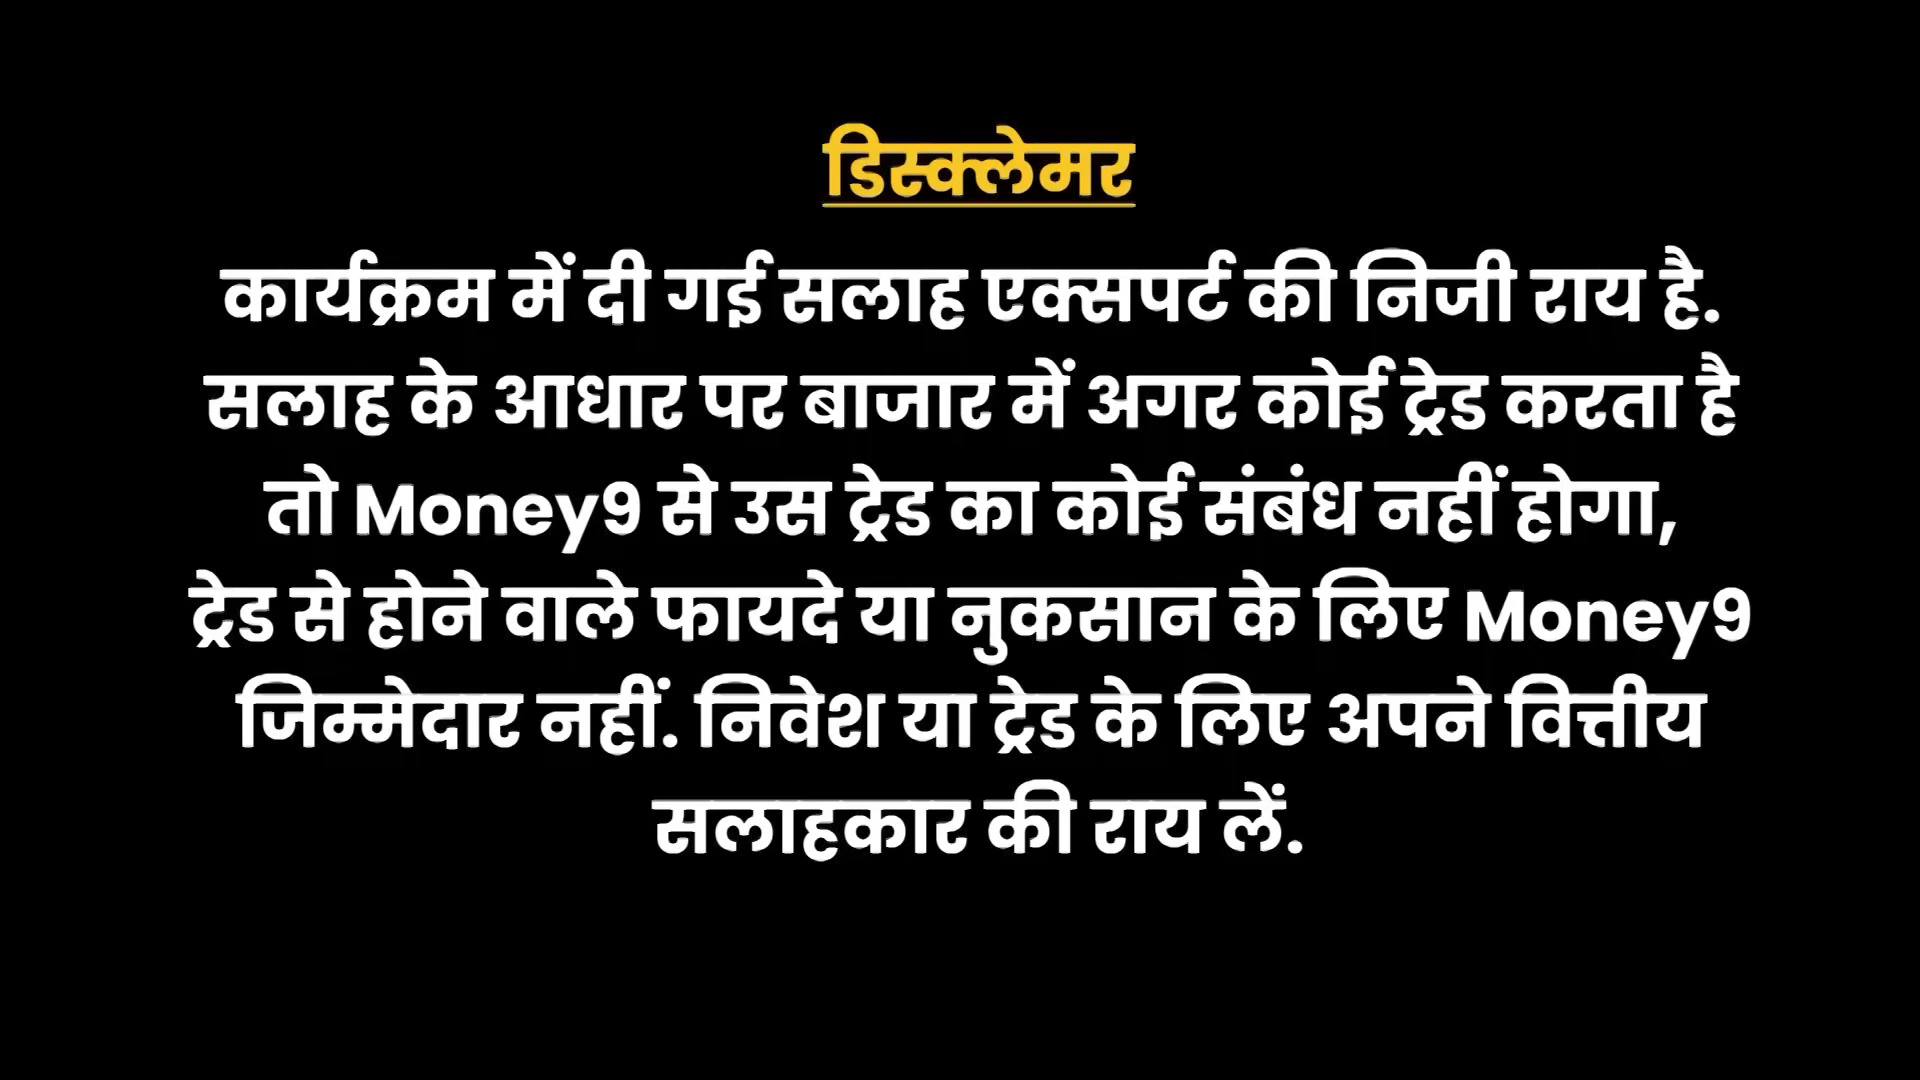 डिस्क्लेमर
कार्यक्रम में दी गई सलाह एक्सपर्ट की निजी राय है.
सलाह के आधार पर बाजार में अगर कोई ट्रेड करता है
तो Money9 से उस ट्रेड का कोई संबंध नहीं होगा,
ट्रेड से होने वाले फायदे या नुकसान के लिए Money9
जिम्मेदार नहीं. निवेश या ट्रेड के लिए अपने वित्तीय
सलाहकार की राय लें.